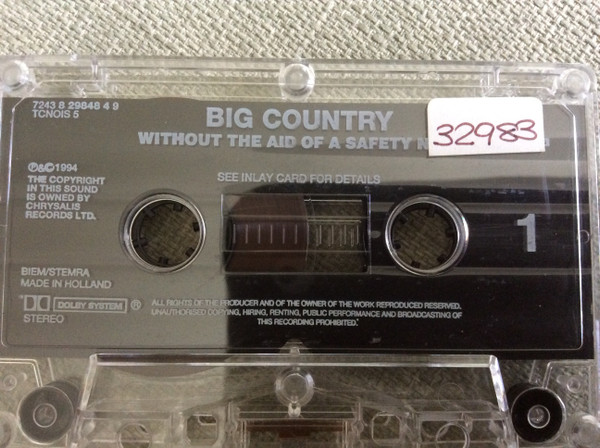 7243 8 29848 4 9
TCNOIS 5
BIG COUNTRY
WITHOUT THE AID OF A SAFETY
32983
℗&©1994
THE COPYRIGHT
IN THIS SOUND
IS OWNED BY
CHRYSALIS
RECORDS LTD.
SEE INLAY CARD FOR DETAILS
1
BIEM/STEMRA
MADE IN HOLLAND
DOLBY SYSTEM ®
STEREO
ALL RIGHTS OF THE PRODUCER AND OF THE OWNER OF THE WORK REPRODUCED RESERVED.
UNAUTHORISED COPYING, HIRING, RENTING, PUBLIC PERFORMANCE AND BROADCASTING OF
THIS RECORDING PROHIBITED.